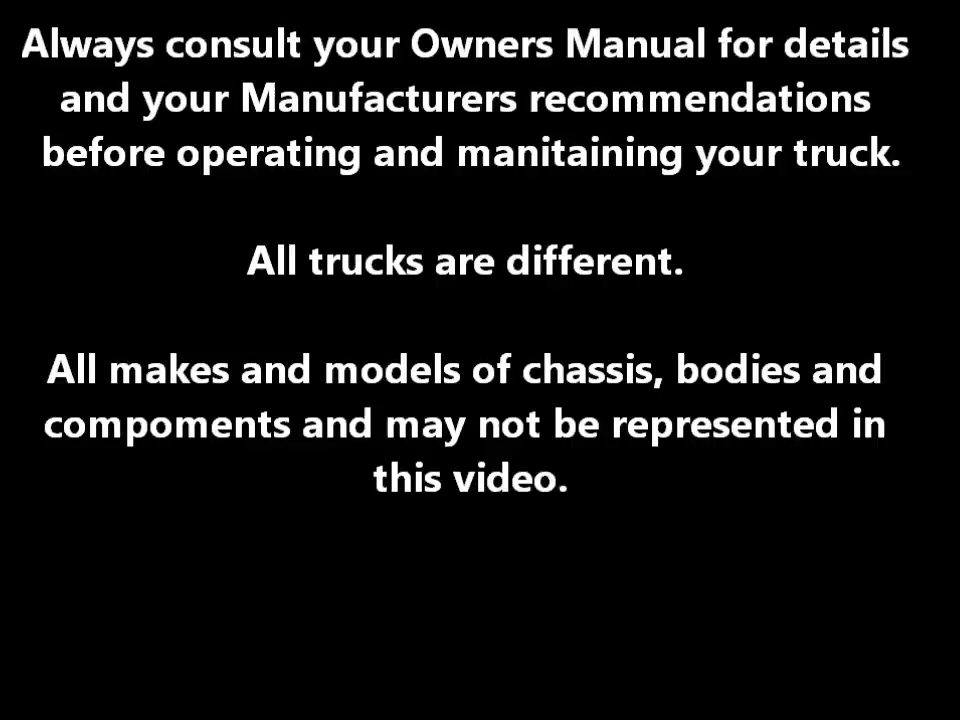 Always consult your Owners Manual for details
and your Manufacturers recommendations
before operating and manitaining your truck.
All trucks are different.
All makes and models of chassis, bodies and
compoments and may not be represented in
this video.